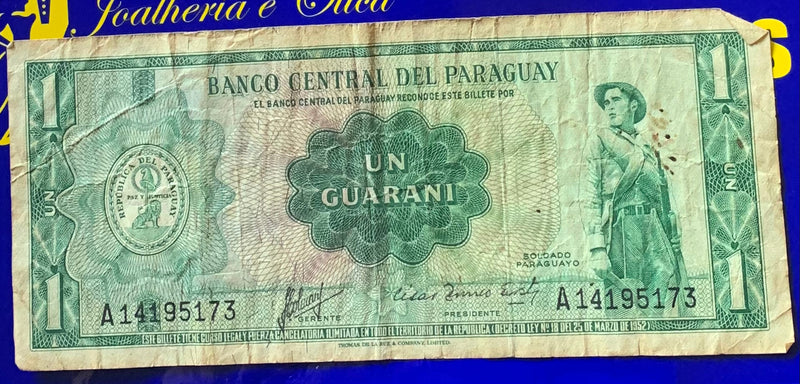 Joalheria e Ótica
S
1
1
BANCO CENTRAL DEL PARAGUAY
EL BANCO CENTRAL DEL PARAGUAY RECONOCE ESTE BILLETE POR
REPÚBLICA DEL PARAGUAY
PAZ Y JUSTICIA
UN
GUARANI
UN
UN
SOLDADO
PARAGUAYO
1
1
A14195173
GERENTE
PRESIDENTE
A14195173
ESTE BILLETE TIENE CURSO LEGAL Y FUERZA CANCELATORIA ILIMITADA EN TODO EL TERRITORIO DE LA REPUBLICA (DECRETO LEY Nº 18 DEL 25 DE MARZO DE 1952)
THOMAS DE LA RUE & COMPANY, LIMITED.